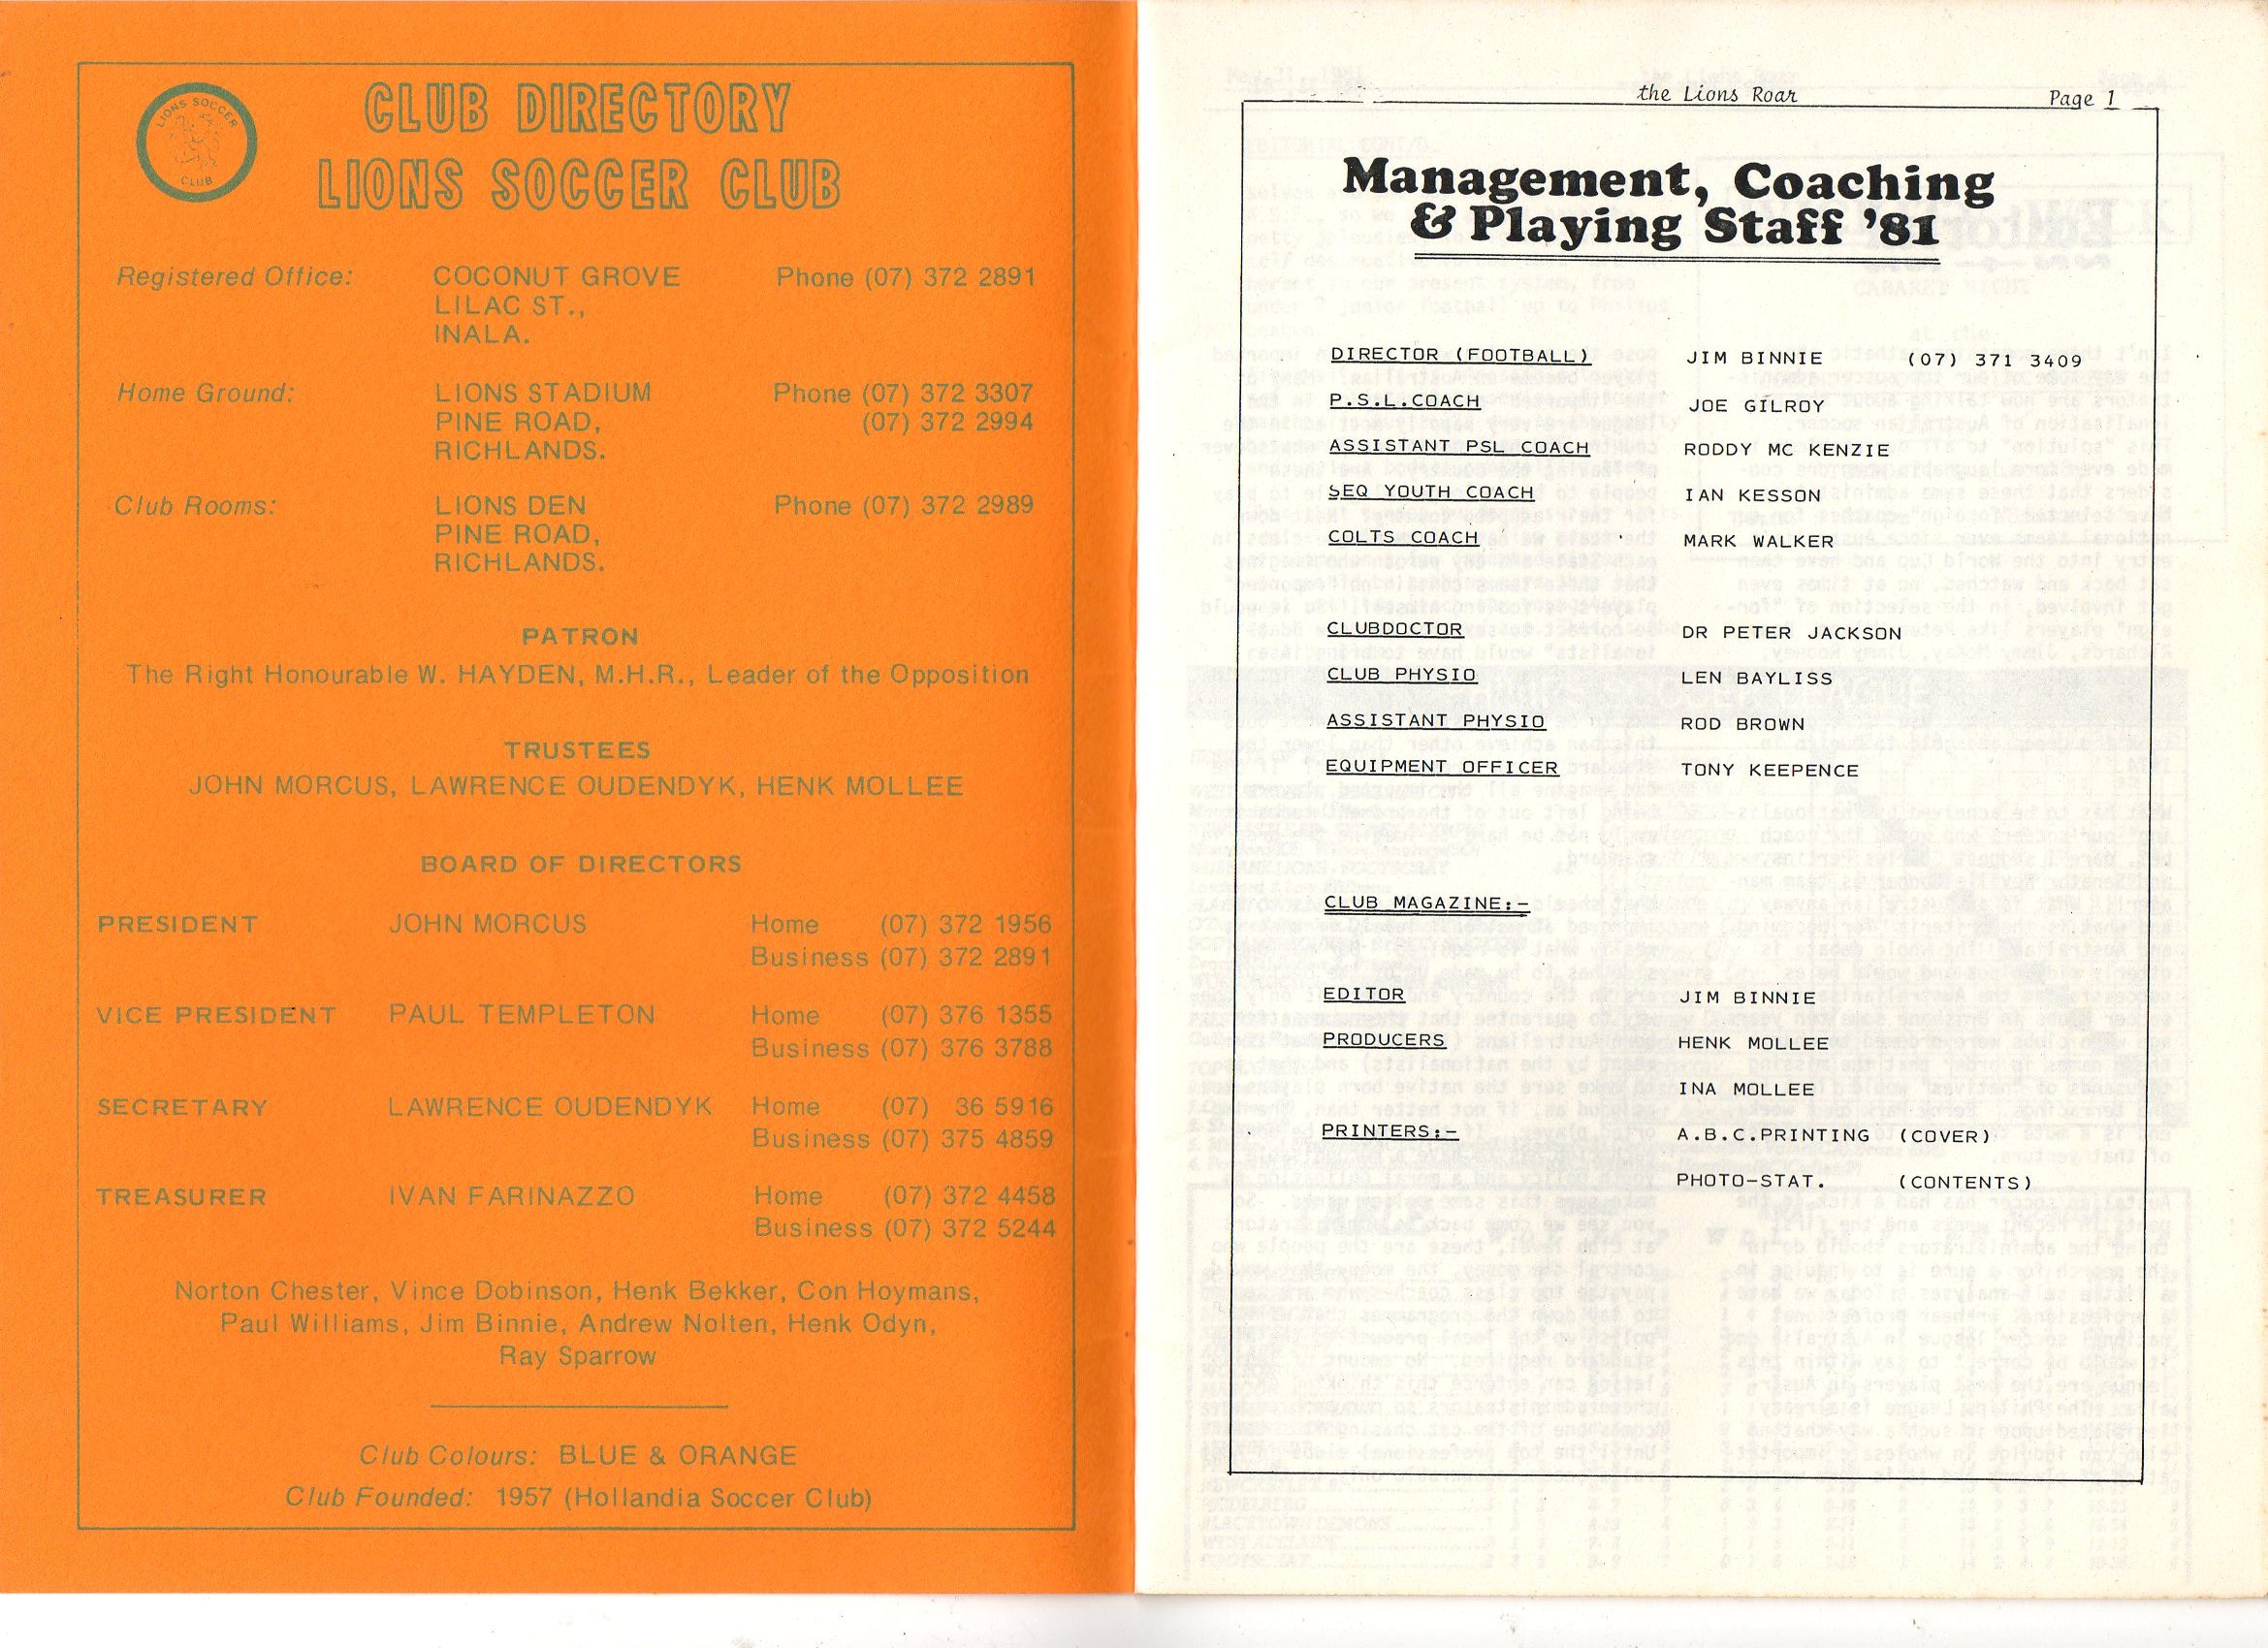 LIONS SOCCER
CLUB
CLUB DIRECTORY
LIONS SOCCER CLUB
Registered Office: COCONUT GROVE Phone (07) 372 2891
LILAC ST.,
INALA.
Home Ground: LIONS STADIUM Phone (07) 372 3307
PINE ROAD, (07) 372 2994
RICHLANDS.
Club Rooms: LIONS DEN Phone (07) 372 2989
PINE ROAD,
RICHLANDS.
PATRON
The Right Honourable W. HAYDEN, M.H.R., Leader of the Opposition
TRUSTEES
JOHN MORCUS, LAWRENCE OUDENDYK, HENK MOLLEE
BOARD OF DIRECTORS
PRESIDENT JOHN MORCUS Home (07) 372 1956
Business (07) 372 2891
VICE PRESIDENT PAUL TEMPLETON Home (07) 376 1355
Business (07) 376 3788
SECRETARY LAWRENCE OUDENDYK Home (07) 36 5916
Business (07) 375 4859
TREASURER IVAN FARINAZZO Home (07) 372 4458
Business (07) 372 5244
Norton Chester, Vince Dobinson, Henk Bekker, Con Hoymans,
Paul Williams, Jim Binnie, Andrew Nolten, Henk Odyn,
Ray Sparrow
Club Colours: BLUE & ORANGE
Club Founded: 1957 (Hollandia Soccer Club)
the Lions Roar Page 1
Management, Coaching
& Playing Staff '81
DIRECTOR (FOOTBALL) JIM BINNIE (07) 371 3409
P.S.L.COACH JOE GILROY
ASSISTANT PSL COACH RODDY MC KENZIE
SEQ YOUTH COACH IAN KESSON
COLTS COACH MARK WALKER
CLUBDOCTOR DR PETER JACKSON
CLUB PHYSIO LEN BAYLISS
ASSISTANT PHYSIO ROD BROWN
EQUIPMENT OFFICER TONY KEEPENCE
CLUB MAGAZINE:-
EDITOR JIM BINNIE
PRODUCERS HENK MOLLEE
INA MOLLEE
PRINTERS:- A.B.C.PRINTING (COVER)
PHOTO-STAT. (CONTENTS)